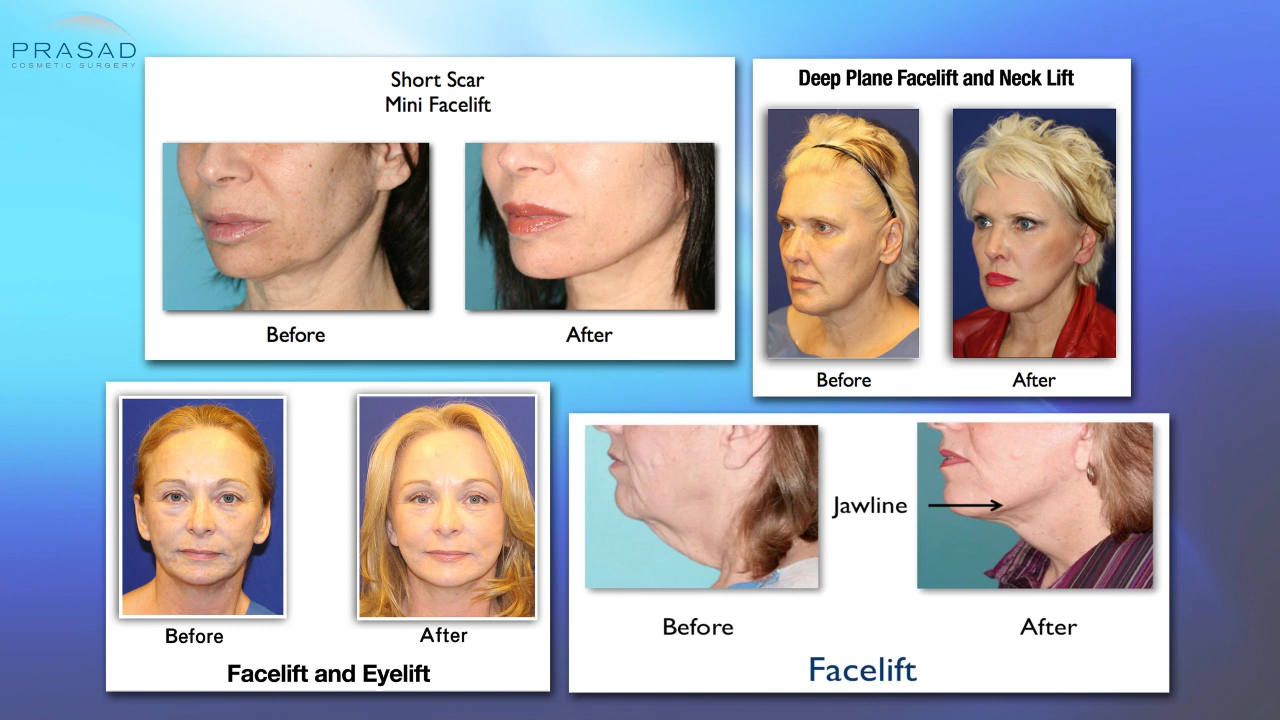 PRASAD
COSMETIC SURGERY
Short Scar
Mini Facelift
Before
After
Deep Plane Facelift and Neck Lift
Before
After
Before
After
Facelift and Eyelift
Jawline
Before
After
Facelift